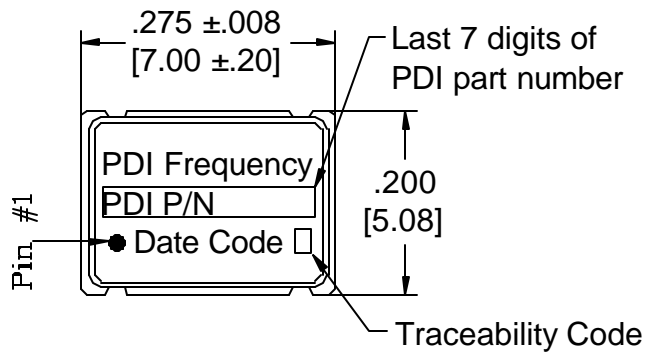 .275 ±.008
[7.00 ±.20]
Last 7 digits of
PDI part number
PDI Frequency
PDI P/N
Date Code
.200
[5.08]
Pin #1
Traceability Code